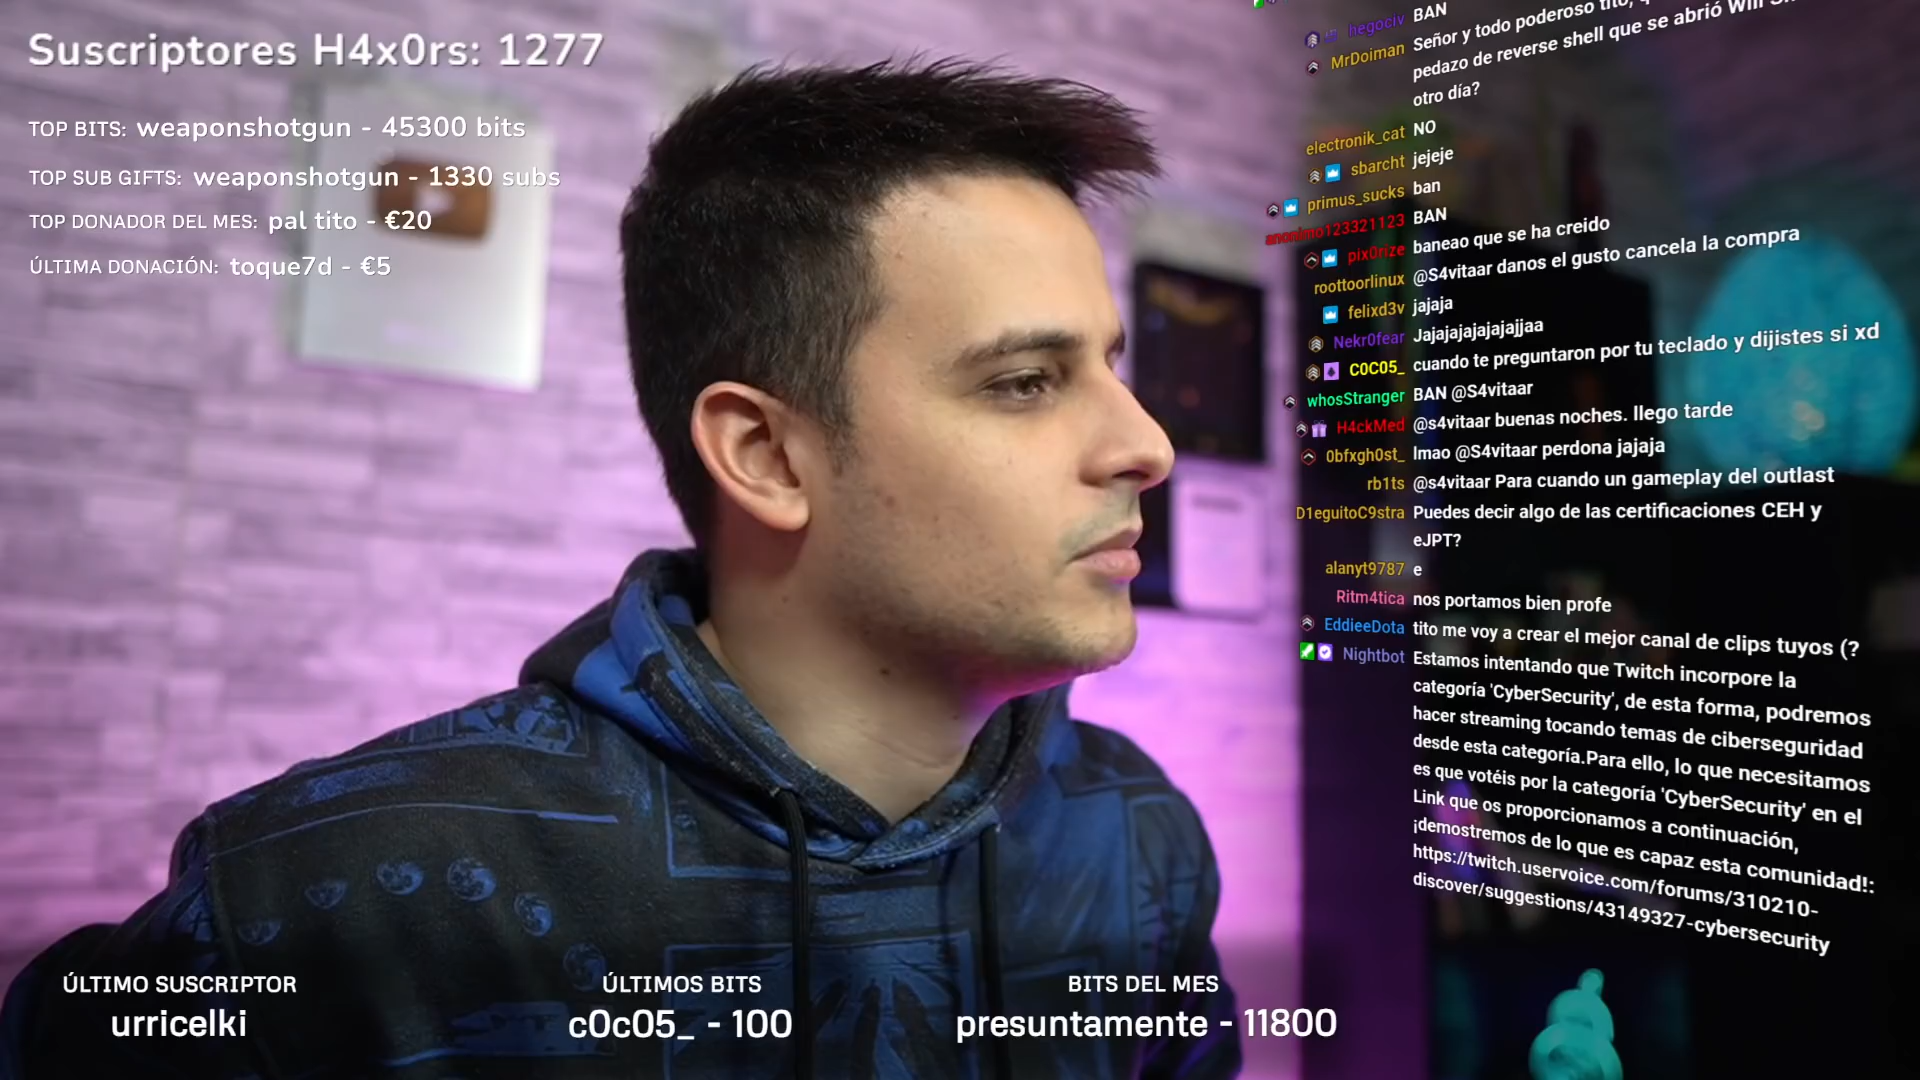 Suscriptores H4x0rs: 1277
TOP BITS: weaponshotgun - 45300 bits
TOP SUB GIFTS: weaponshotgun - 1330 subs
TOP DONADOR DEL MES: pal tito - €20
ÚLTIMA DONACIÓN: toque7d - €5
hegociv BAN
MrDoiman Señor y todo poderoso tito,
pedazo de reverse shell que se abrió Will
otro día?
electronik_cat NO
sbarcht jejeje
primus_sucks ban
anonimo123321123 BAN
pix0rize baneao que se ha creido
roottoorlinux @S4vitaar danos el gusto cancela la compra
felixd3v jajaja
Nekr0fear Jajajajajajajjaa
C0C05_ cuando te preguntaron por tu teclado y dijistes si xd
whosStranger BAN @S4vitaar
H4ckMed @s4vitaar buenas noches. llego tarde
0bfxgh0st_ lmao @S4vitaar perdona jajaja
rb1ts @s4vitaar Para cuando un gameplay del outlast
D1eguitoC9stra Puedes decir algo de las certificaciones CEH y
eJPT?
alanyt9787 e
Ritm4tica nos portamos bien profe
EddieeDota tito me voy a crear el mejor canal de clips tuyos (?
Nightbot Estamos intentando que Twitch incorpore la
categoría 'CyberSecurity', de esta forma, podremos
hacer streaming tocando temas de ciberseguridad
desde esta categoría.Para ello, lo que necesitamos
es que votéis por la categoría 'CyberSecurity' en el
Link que os proporcionamos a continuación,
¡demostremos de lo que es capaz esta comunidad!:
https://twitch.uservoice.com/forums/310210-
discover/suggestions/43149327-cybersecurity
ÚLTIMO SUSCRIPTOR
urricelki
ÚLTIMOS BITS
c0c05_ - 100
BITS DEL MES
presuntamente - 11800